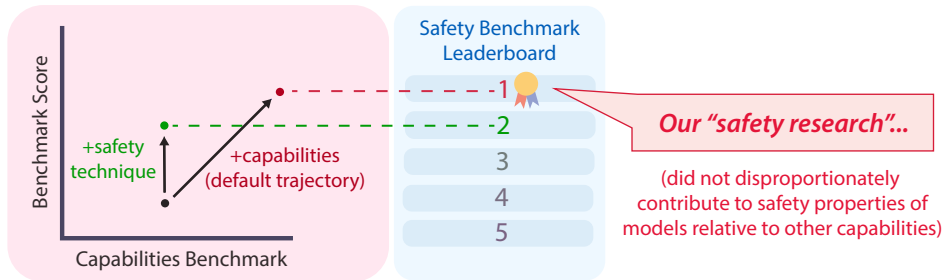 Benchmark Score
+safety
technique
+capabilities
(default trajectory)
Capabilities Benchmark
Safety Benchmark
Leaderboard
1
2
3
4
5
Our “safety research”...
(did not disproportionately
contribute to safety properties of
models relative to other capabilities)